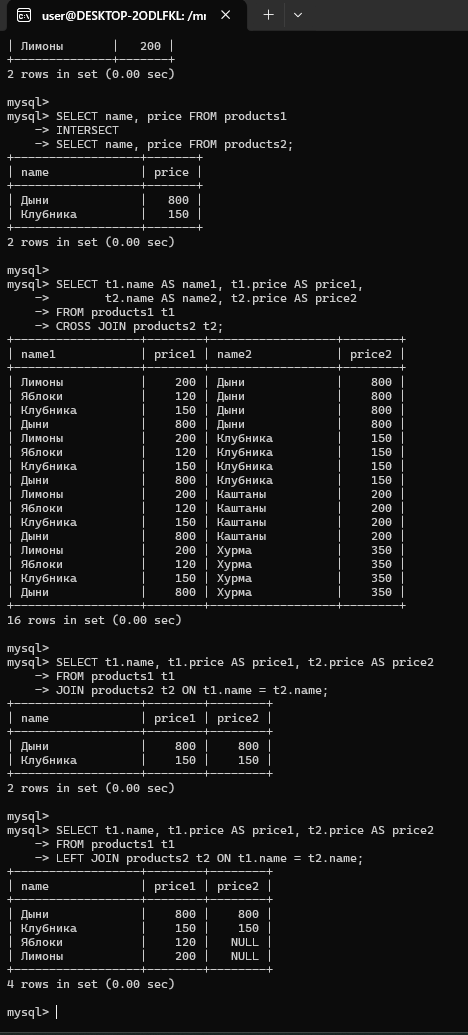 user@DESKTOP-2ODLFKL: /mr
| Лимоны       |   200 |
+--------------+-------+
2 rows in set (0.00 sec)
mysql>
mysql> SELECT name, price FROM products1
    -> INTERSECT
    -> SELECT name, price FROM products2;
+------------------+-------+
| name             | price |
+------------------+-------+
| Дыни             |   800 |
| Клубника         |   150 |
+------------------+-------+
2 rows in set (0.00 sec)
mysql>
mysql> SELECT t1.name AS name1, t1.price AS price1,
    ->        t2.name AS name2, t2.price AS price2
    -> FROM products1 t1
    -> CROSS JOIN products2 t2;
+------------------+--------+------------------+--------+
| name1            | price1 | name2            | price2 |
+------------------+--------+------------------+--------+
| Лимоны           |    200 | Дыни             |    800 |
| Яблоки           |    120 | Дыни             |    800 |
| Клубника         |    150 | Дыни             |    800 |
| Дыни             |    800 | Дыни             |    800 |
| Лимоны           |    200 | Клубника         |    150 |
| Яблоки           |    120 | Клубника         |    150 |
| Клубника         |    150 | Клубника         |    150 |
| Дыни             |    800 | Клубника         |    150 |
| Лимоны           |    200 | Каштаны          |    200 |
| Яблоки           |    120 | Каштаны          |    200 |
| Клубника         |    150 | Каштаны          |    200 |
| Дыни             |    800 | Каштаны          |    200 |
| Лимоны           |    200 | Хурма            |    350 |
| Яблоки           |    120 | Хурма            |    350 |
| Клубника         |    150 | Хурма            |    350 |
| Дыни             |    800 | Хурма            |    350 |
+------------------+--------+------------------+--------+
16 rows in set (0.00 sec)
mysql>
mysql> SELECT t1.name, t1.price AS price1, t2.price AS price2
    -> FROM products1 t1
    -> JOIN products2 t2 ON t1.name = t2.name;
+------------------+--------+--------+
| name             | price1 | price2 |
+------------------+--------+--------+
| Дыни             |    800 |    800 |
| Клубника         |    150 |    150 |
+------------------+--------+--------+
2 rows in set (0.00 sec)
mysql>
mysql> SELECT t1.name, t1.price AS price1, t2.price AS price2
    -> FROM products1 t1
    -> LEFT JOIN products2 t2 ON t1.name = t2.name;
+------------------+--------+--------+
| name             | price1 | price2 |
+------------------+--------+--------+
| Дыни             |    800 |    800 |
| Клубника         |    150 |    150 |
| Яблоки           |    120 |   NULL |
| Лимоны           |    200 |   NULL |
+------------------+--------+--------+
4 rows in set (0.00 sec)
mysql>